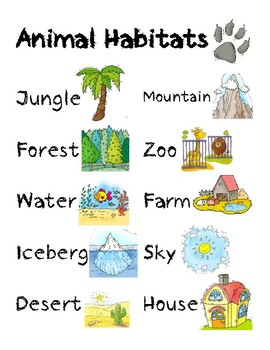 Animal Habitats
Jungle
Mountain
Forest
Zoo
Water
Farm
Iceberg
Sky
Desert
House